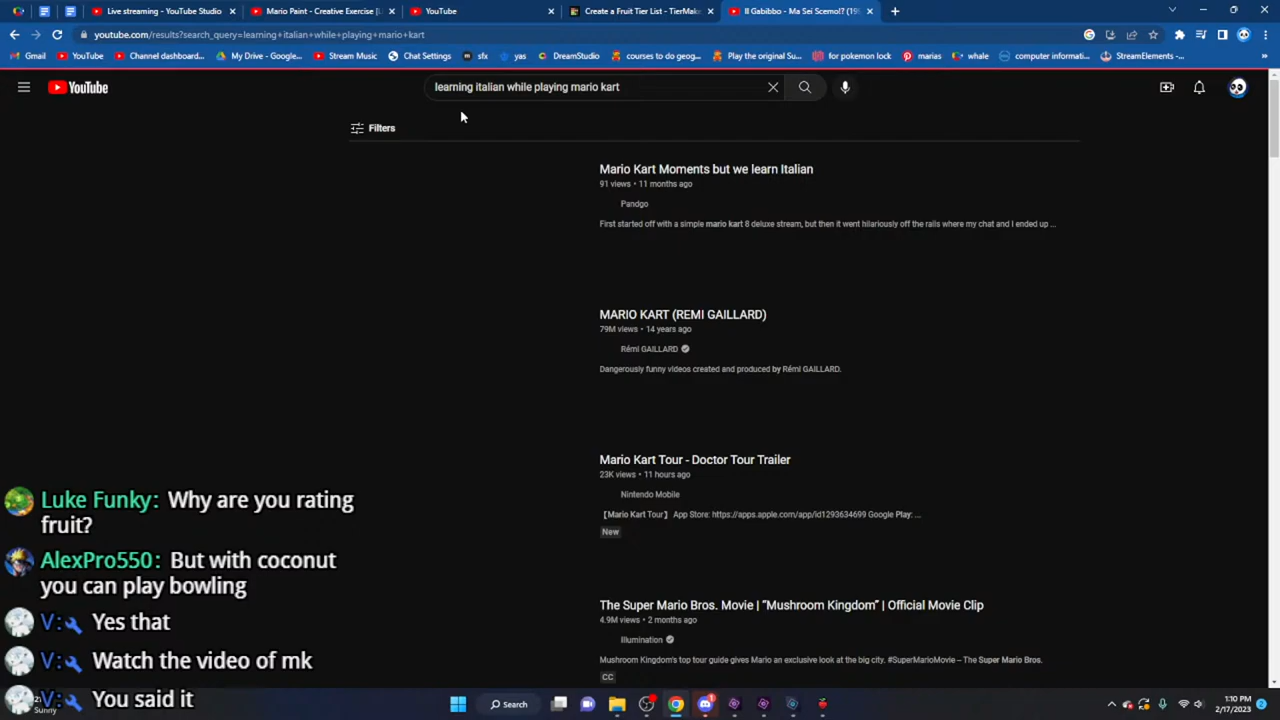 Live streaming - YouTube Studio
Mario Paint - Creative Exercise [
YouTube
Create a Fruit Tier List - TierMak
Il Gabibbo - Ma Sei Scemo!? (19
youtube.com/results?search_query=learning+italian+while+playing+mario+kart
Gmail
YouTube
Channel dashboard...
My Drive - Google...
Stream Music
Chat Settings
sfx
yas
DreamStudio
courses to do geog...
Play the original Su...
for pokemon lock
marias
whale
computer informati...
StreamElements -...
YouTube
learning italian while playing mario kart
Filters
Mario Kart Moments but we learn Italian
91 views • 11 months ago
Pandgo
First started off with a simple mario kart 8 deluxe stream, but then it went hilariously off the rails where my chat and I ended up ...
MARIO KART (REMI GAILLARD)
79M views • 14 years ago
Rémi GAILLARD
Dangerously funny videos created and produced by Rémi GAILLARD.
Mario Kart Tour - Doctor Tour Trailer
23K views • 11 hours ago
Nintendo Mobile
【Mario Kart Tour】 App Store: https://apps.apple.com/app/id1293634699 Google Play: ...
New
The Super Mario Bros. Movie | "Mushroom Kingdom" | Official Movie Clip
4.9M views • 2 months ago
Illumination
Mushroom Kingdom's top tour guide gives Mario an exclusive look at the big city. #SuperMarioMovie – The Super Mario Bros.
CC
Luke Funky: Why are you rating
fruit?
AlexPro550: But with coconut
you can play bowling
V: Yes that
V: Watch the video of mk
V: You said it
Sunny
Search
1:10 PM
2/17/2023